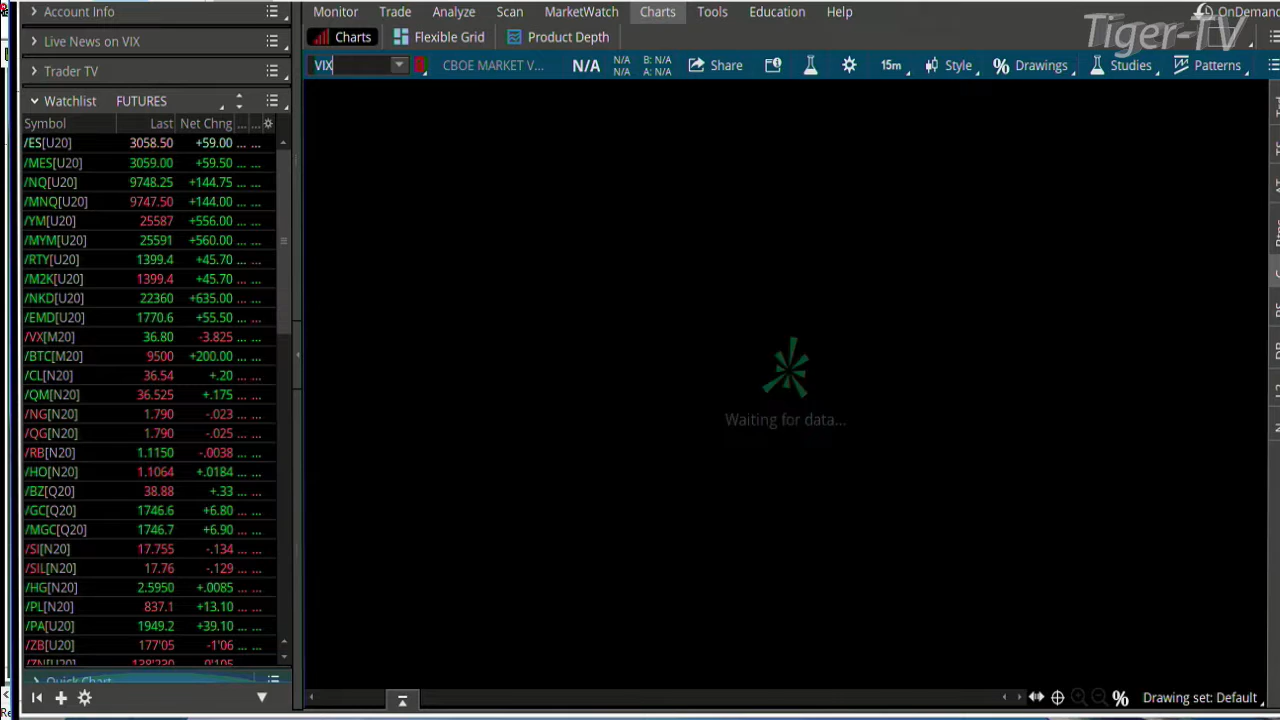 Account Info
Monitor Trade Analyze Scan MarketWatch Charts Tools Education Help OnDemand
Tiger-TV
Live News on VIX
Charts Flexible Grid Product Depth
Trader TV
VIX CBOE MARKET V... N/A N/A B: N/A Share 15m Style Drawings Studies Patterns
N/A A: N/A
Watchlist FUTURES
Symbol Last Net Chng ... ...
/ES[U20] 3058.50 +59.00 ... ...
/MES[U20] 3059.00 +59.50 ... ...
/NQ[U20] 9748.25 +144.75 ... ...
/MNQ[U20] 9747.50 +144.00 ... ...
/YM[U20] 25587 +556.00 ... ...
/MYM[U20] 25591 +560.00 ... ...
/RTY[U20] 1399.4 +45.70 ... ...
/M2K[U20] 1399.4 +45.70 ... ...
/NKD[U20] 22360 +635.00 ... ...
/EMD[U20] 1770.6 +55.50 ... ...
/VX[M20] 36.80 -3.825 ... ...
/BTC[M20] 9500 +200.00 ... ...
/CL[N20] 36.54 +.20 ... ...
/QM[N20] 36.525 +.175 ... ...
/NG[N20] 1.790 -.023 ... ...
/QG[N20] 1.790 -.025 ... ...
/RB[N20] 1.1150 -.0038 ... ...
/HO[N20] 1.1064 +.0184 ... ...
/BZ[Q20] 38.88 +.33 ... ...
/GC[Q20] 1746.6 +6.80 ... ...
/MGC[Q20] 1746.7 +6.90 ... ...
/SI[N20] 17.755 -.134 ... ...
/SIL[N20] 17.76 -.129 ... ...
/HG[N20] 2.5950 +.0085 ... ...
/PL[N20] 837.1 +13.10 ... ...
/PA[U20] 1949.2 +39.10 ... ...
/ZB[U20] 177'05 -1'06 ... ...
/ZN[U20] 138'230 -0'105 ... ...
Waiting for data...
Quick Chart
Drawing set: Default